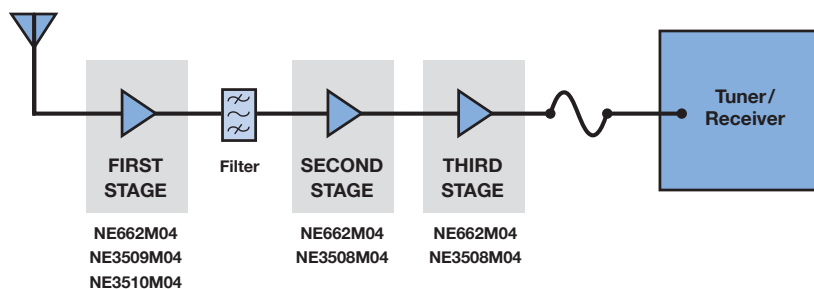 Tuner/
Receiver
FIRST
STAGE
Filter
SECOND
STAGE
THIRD
STAGE
NE662M04
NE3509M04
NE3510M04
NE662M04
NE3508M04
NE662M04
NE3508M04